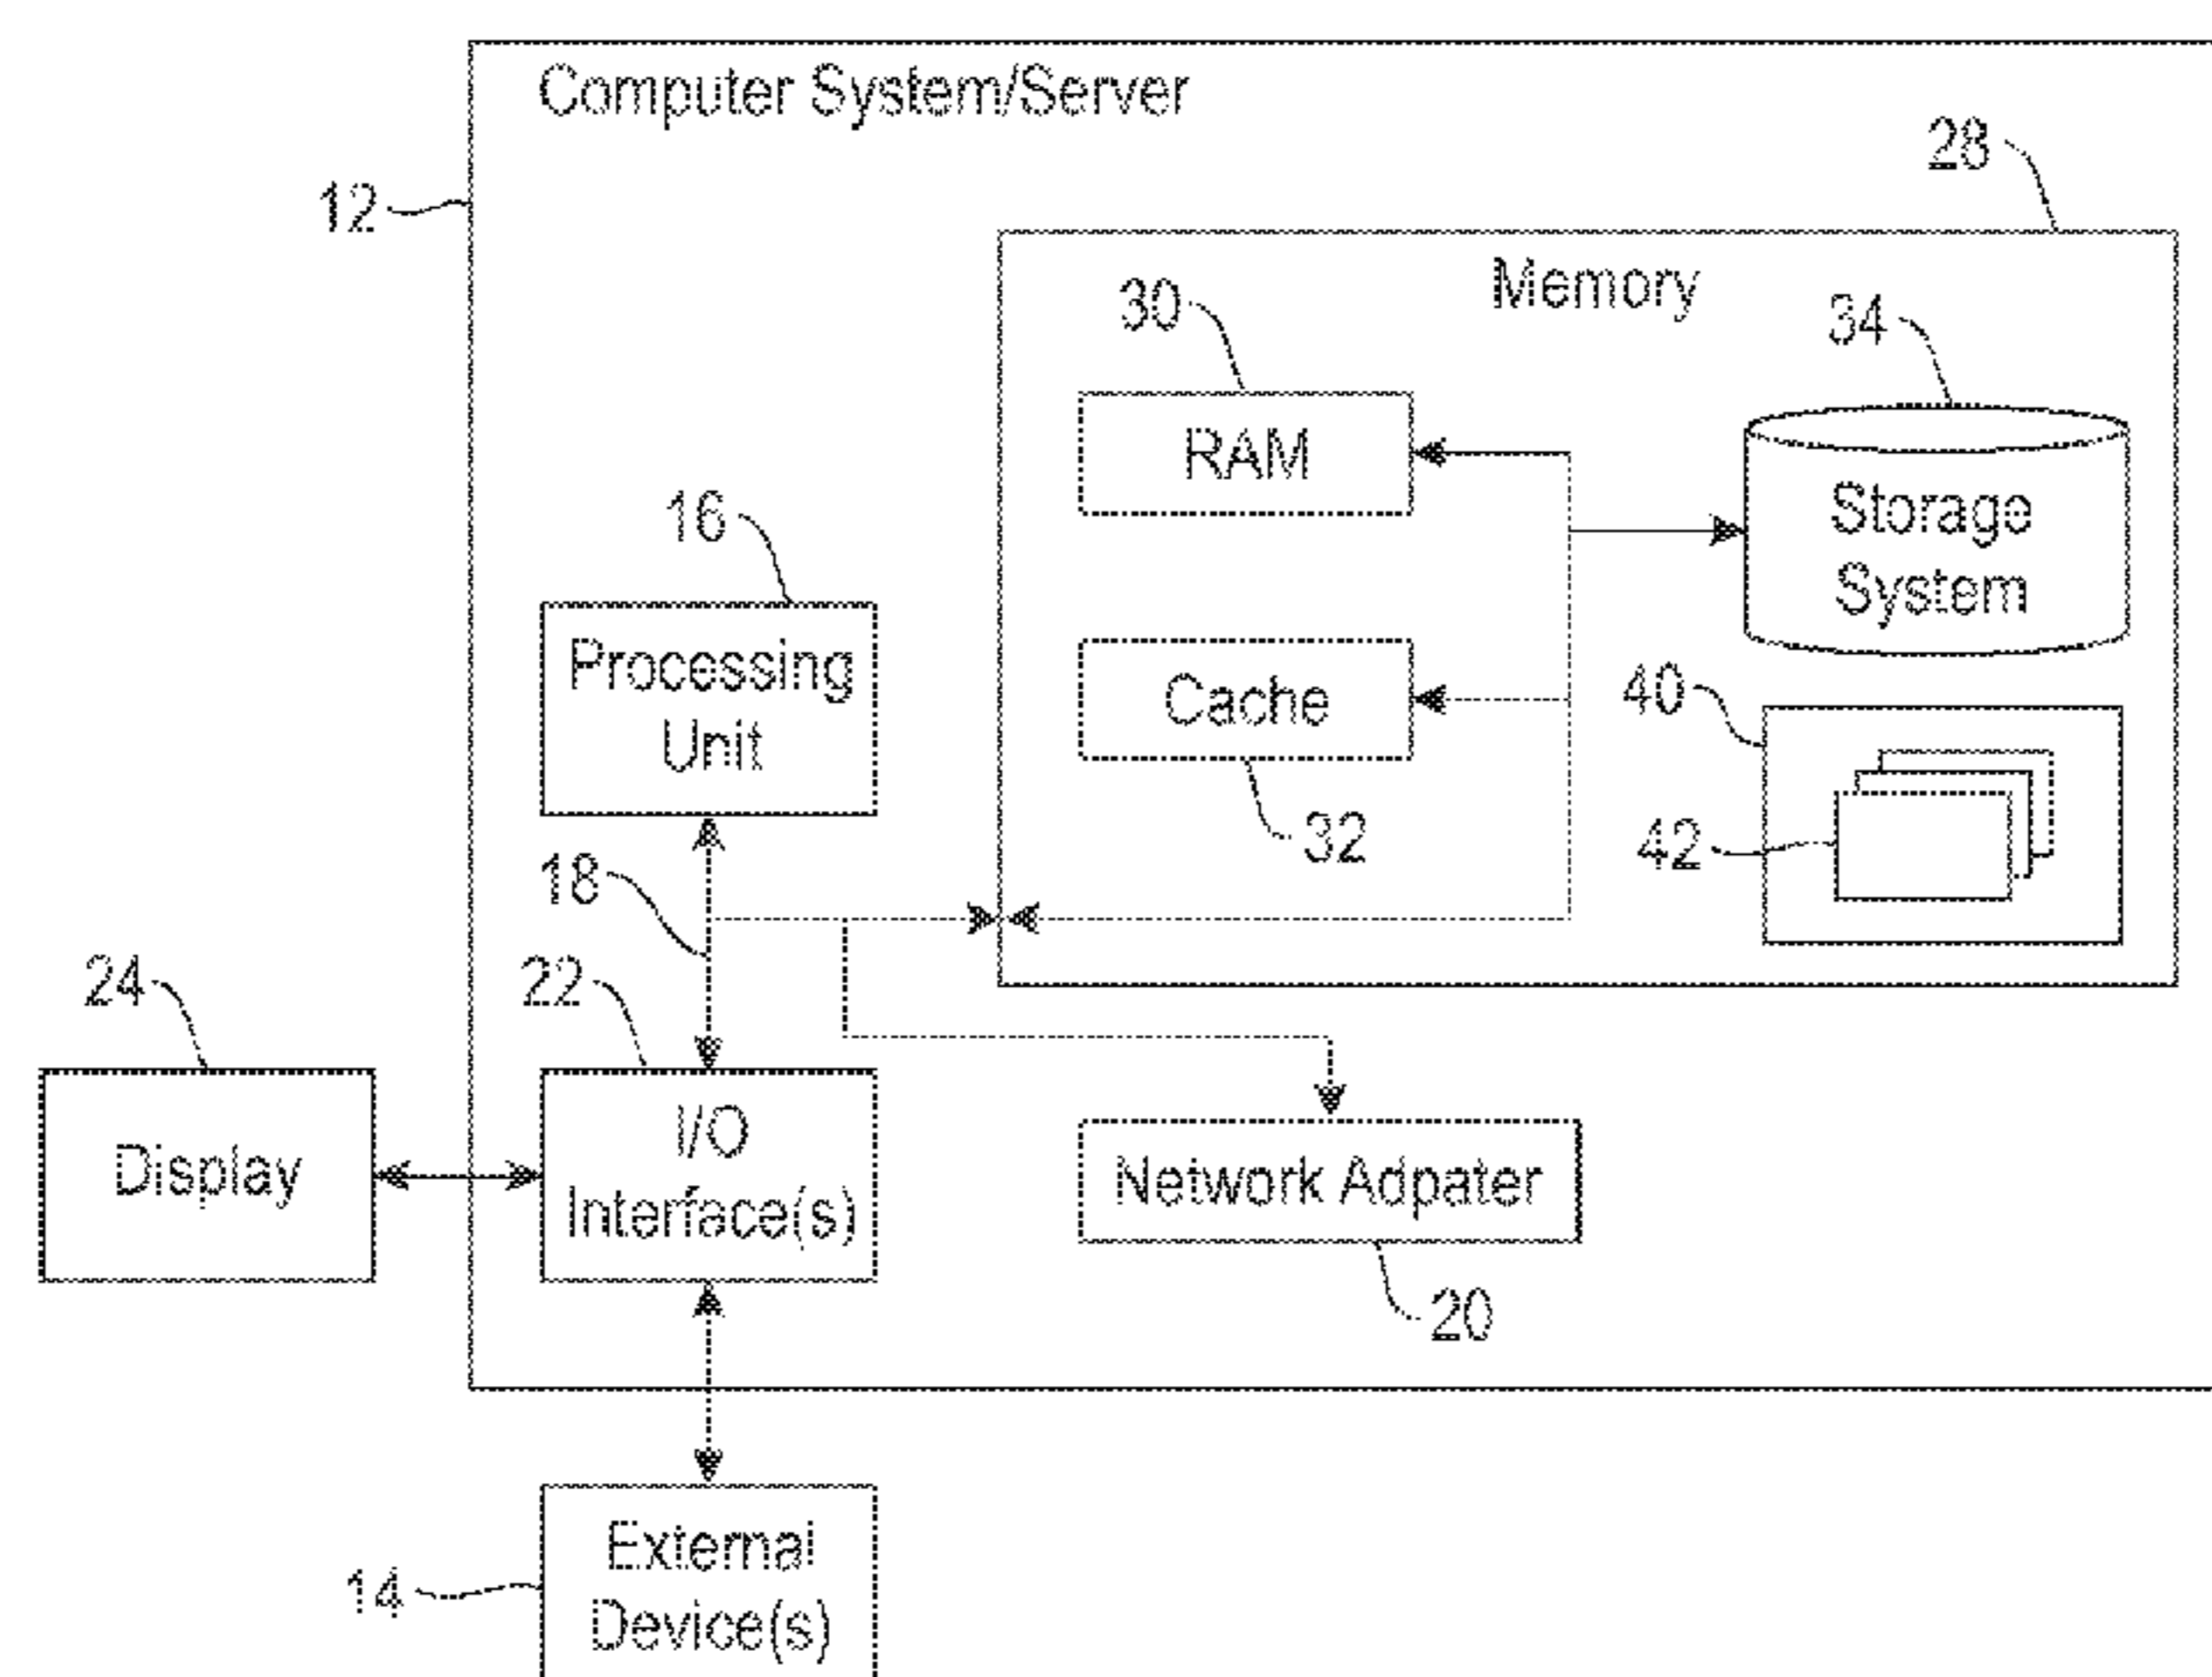 Computer System/Server
28
12
Memory
30
34
RAM
Storage
System
16
Processing
Unit
Cache
40
32
42
18
24
22
Display
I/O
Interface(s)
Network Adpater
20
External
Device(s)
14